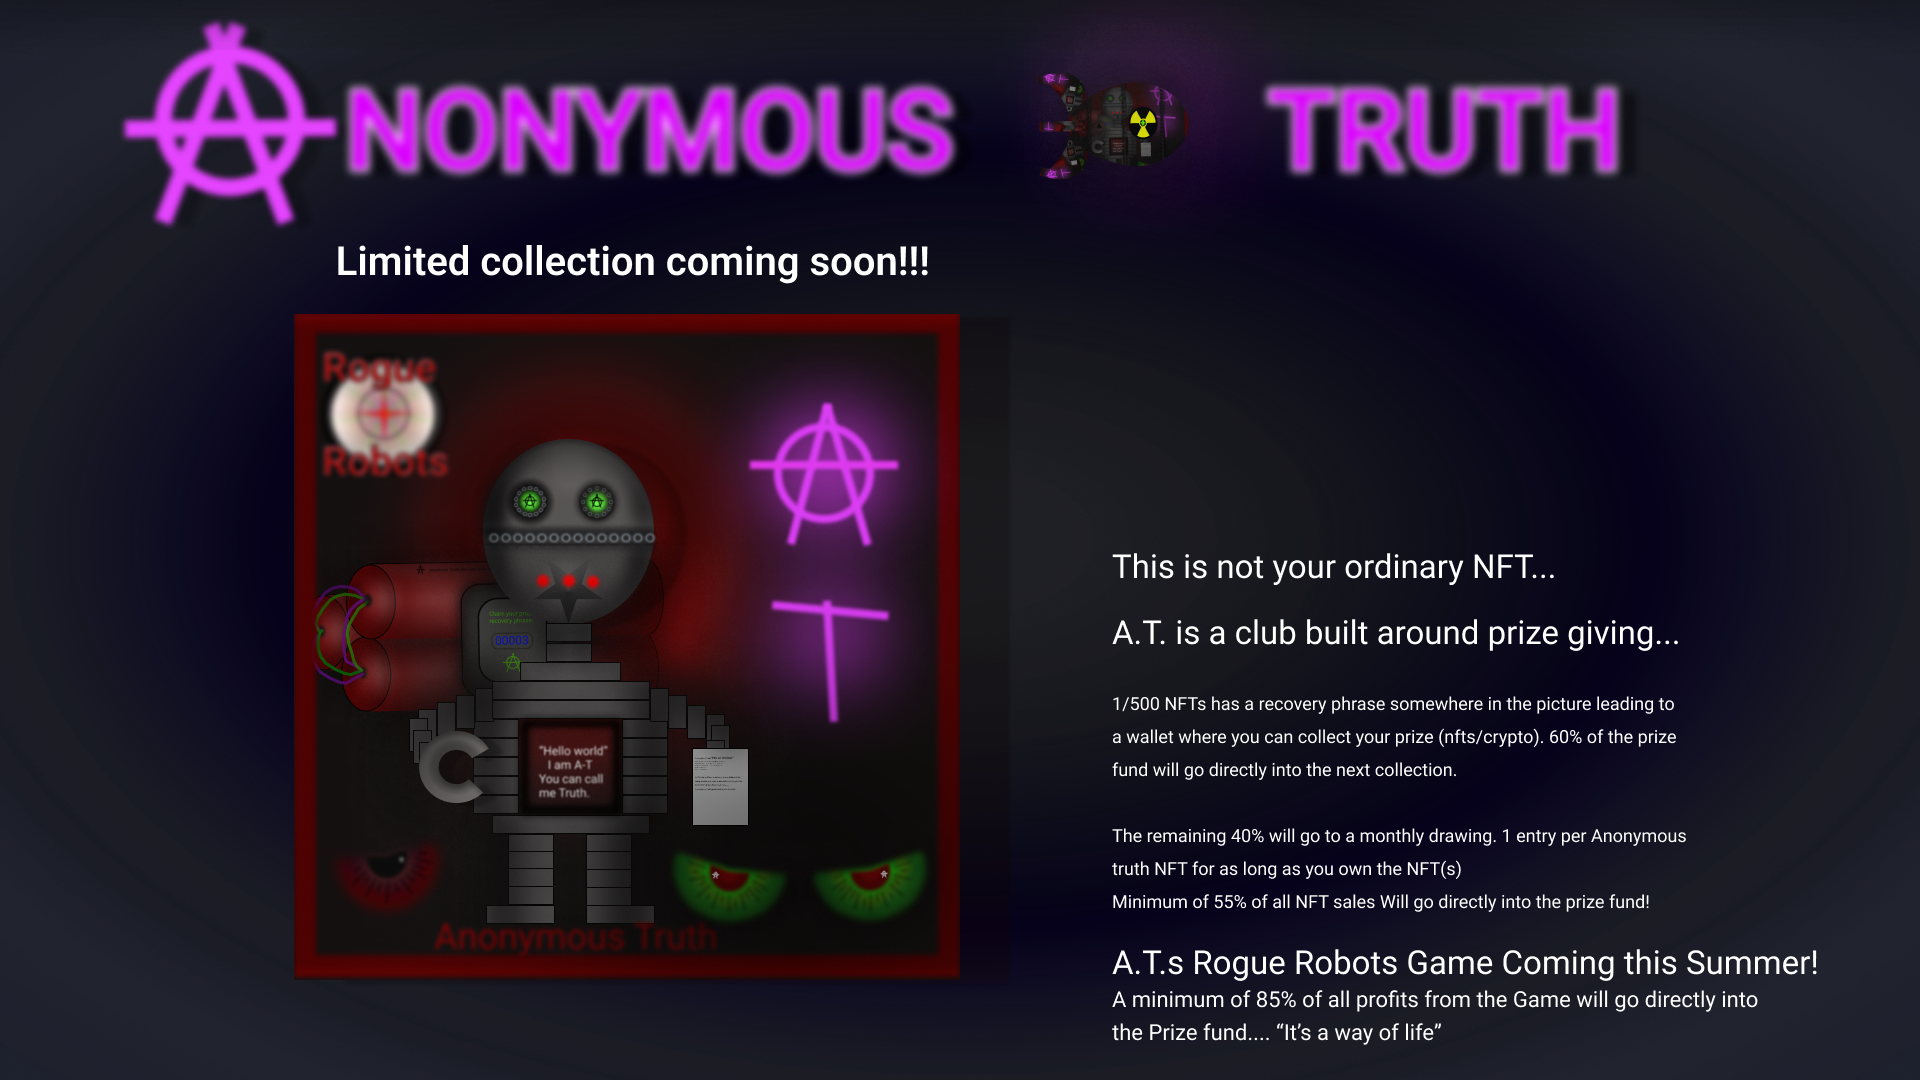 ANONYMOUS TRUTH
Limited collection coming soon!!!
Rogue
Robots
A
T
recovery phrase
00003
"Hello world"
I am A-T
You can call
me Truth.
Anonymous Truth
This is not your ordinary NFT...
A.T. is a club built around prize giving...
1/500 NFTs has a recovery phrase somewhere in the picture leading to
a wallet where you can collect your prize (nfts/crypto). 60% of the prize
fund will go directly into the next collection.
The remaining 40% will go to a monthly drawing. 1 entry per Anonymous
truth NFT for as long as you own the NFT(s)
Minimum of 55% of all NFT sales Will go directly into the prize fund!
A.T.s Rogue Robots Game Coming this Summer!
A minimum of 85% of all profits from the Game will go directly into
the Prize fund.... “It’s a way of life”